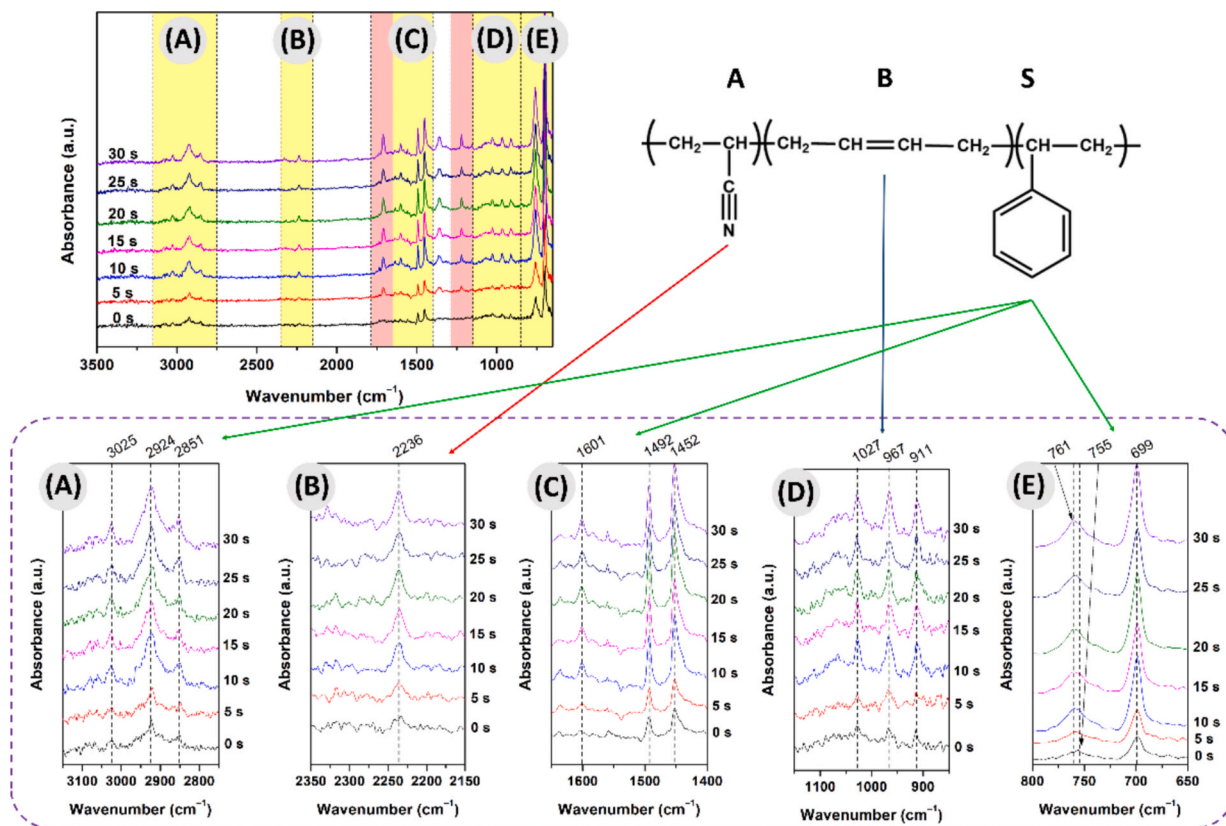 (A) (B) (C) (D) (E)
Absorbance (a.u.)
30 s
25 s
20 s
15 s
10 s
5 s
0 s
3500 3000 2500 2000 1500 1000
Wavenumber (cm⁻¹)
A B S
CH₂ CH CH₂ CH CH CH₂ CH CH₂
C
N
3025 2924 2851
(A)
Absorbance (a.u.)
30 s
25 s
20 s
15 s
10 s
5 s
0 s
3100 3000 2900 2800
Wavenumber (cm⁻¹)
2236
(B)
Absorbance (a.u.)
30 s
25 s
20 s
15 s
10 s
5 s
0 s
2350 2300 2250 2200 2150
Wavenumber (cm⁻¹)
1601 1492 1452
(C)
Absorbance (a.u.)
30 s
25 s
20 s
15 s
10 s
5 s
0 s
1600 1500 1400
Wavenumber (cm⁻¹)
1027 967 911
(D)
Absorbance (a.u.)
30 s
25 s
20 s
15 s
10 s
5 s
0 s
1100 1000 900
Wavenumber (cm⁻¹)
761 755 699
(E)
Absorbance (a.u.)
30 s
25 s
20 s
15 s
10 s
5 s
0 s
800 750 700 650
Wavenumber (cm⁻¹)